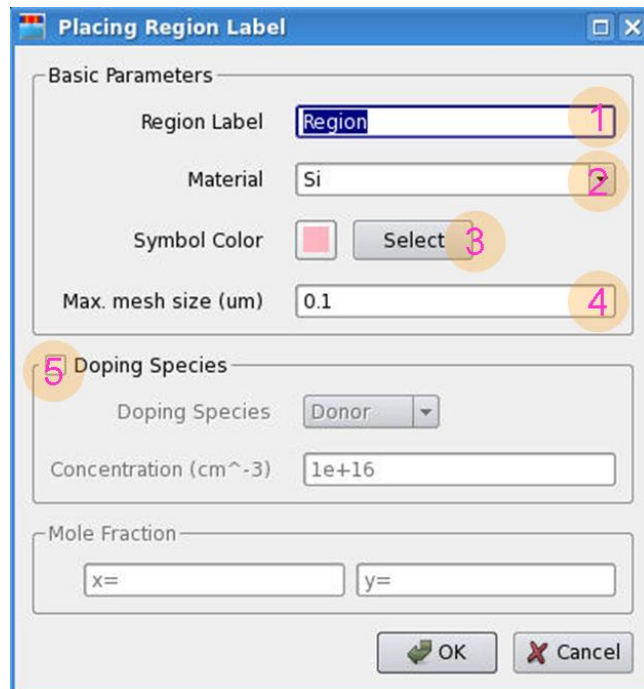 Placing Region Label
Basic Parameters
Region Label Region 1
Material Si 2
Symbol Color Select 3
Max. mesh size (um) 0.1 4
5 Doping Species
Doping Species Donor
Concentration (cm^-3) 1e+16
Mole Fraction
x= y=
OK Cancel